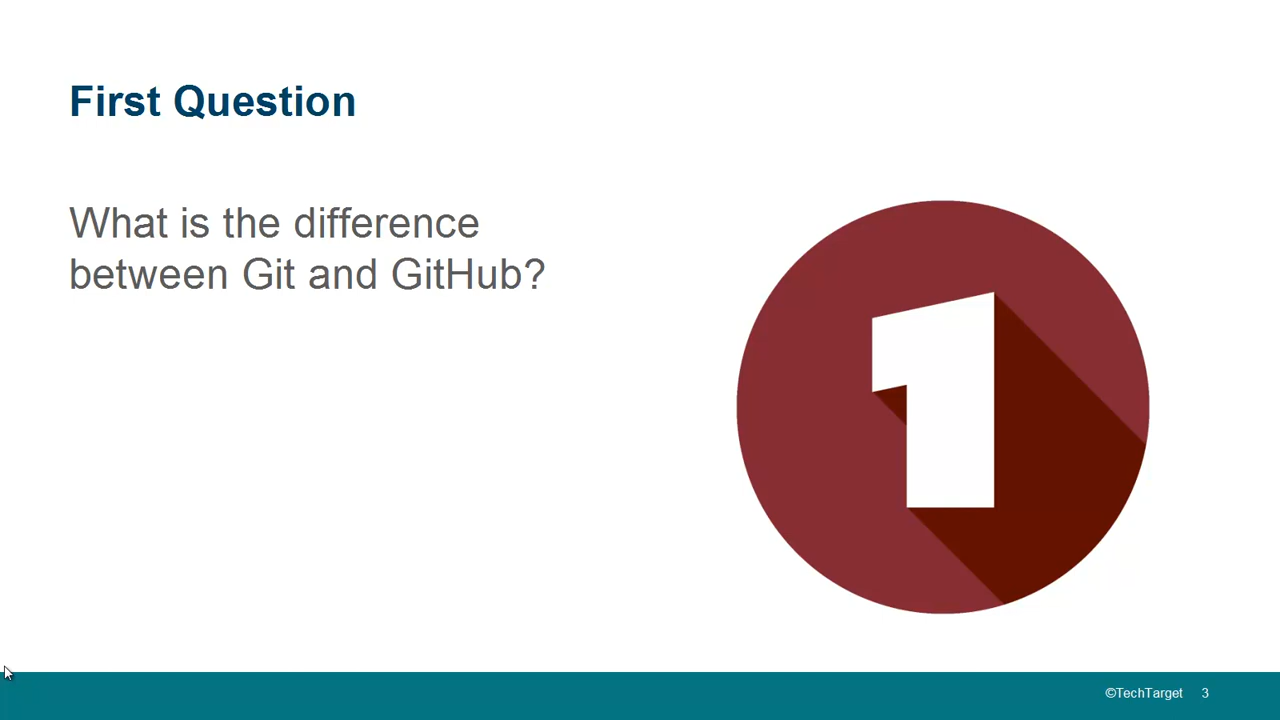 First Question
What is the difference
between Git and GitHub?
1
©TechTarget 3